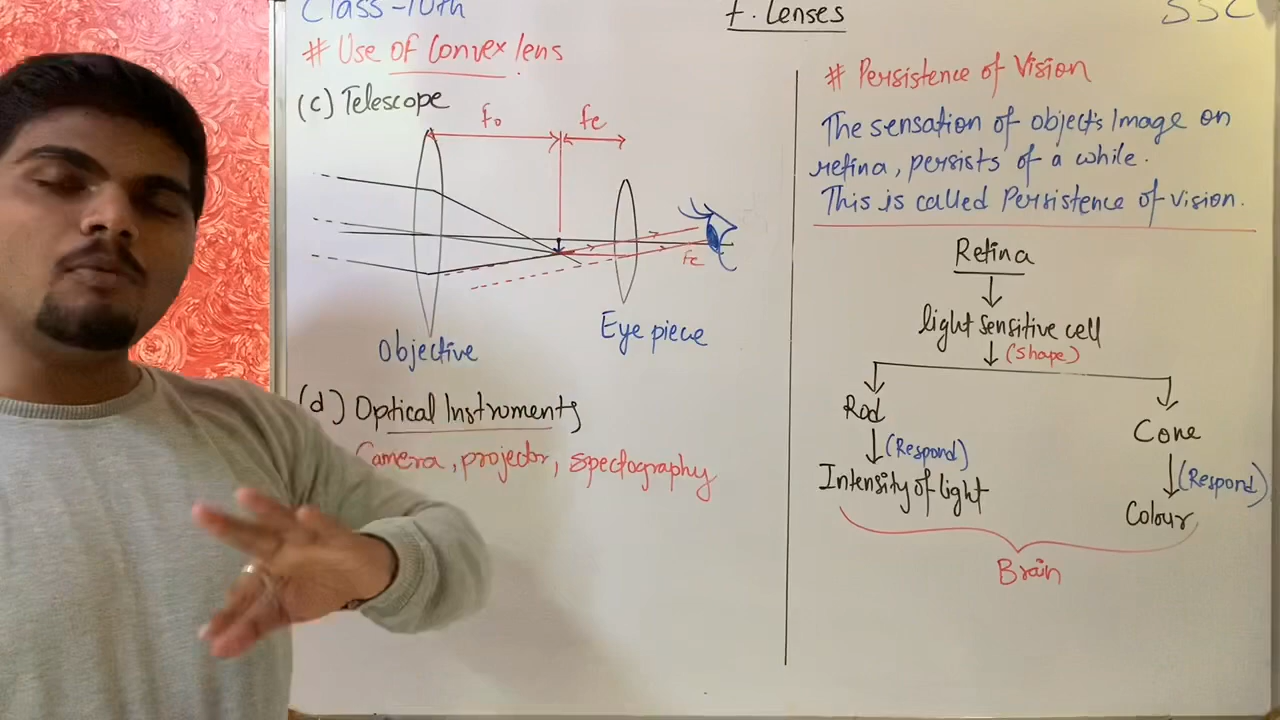 Class-10th
7. Lenses
SSC
# Use of Convex lens
(c) Telescope
fo
fe
fe
Objective
Eye piece
(d) Optical Instruments
Camera, projector, spectography
# Persistence of Vision
The sensation of object's Image on
retina, persists of a while.
This is called Persistence of vision.
Retina
light sensitive cell
(shape)
Rod
Cone
(Respond)
(Respond)
Intensity of light
Colour
Brain